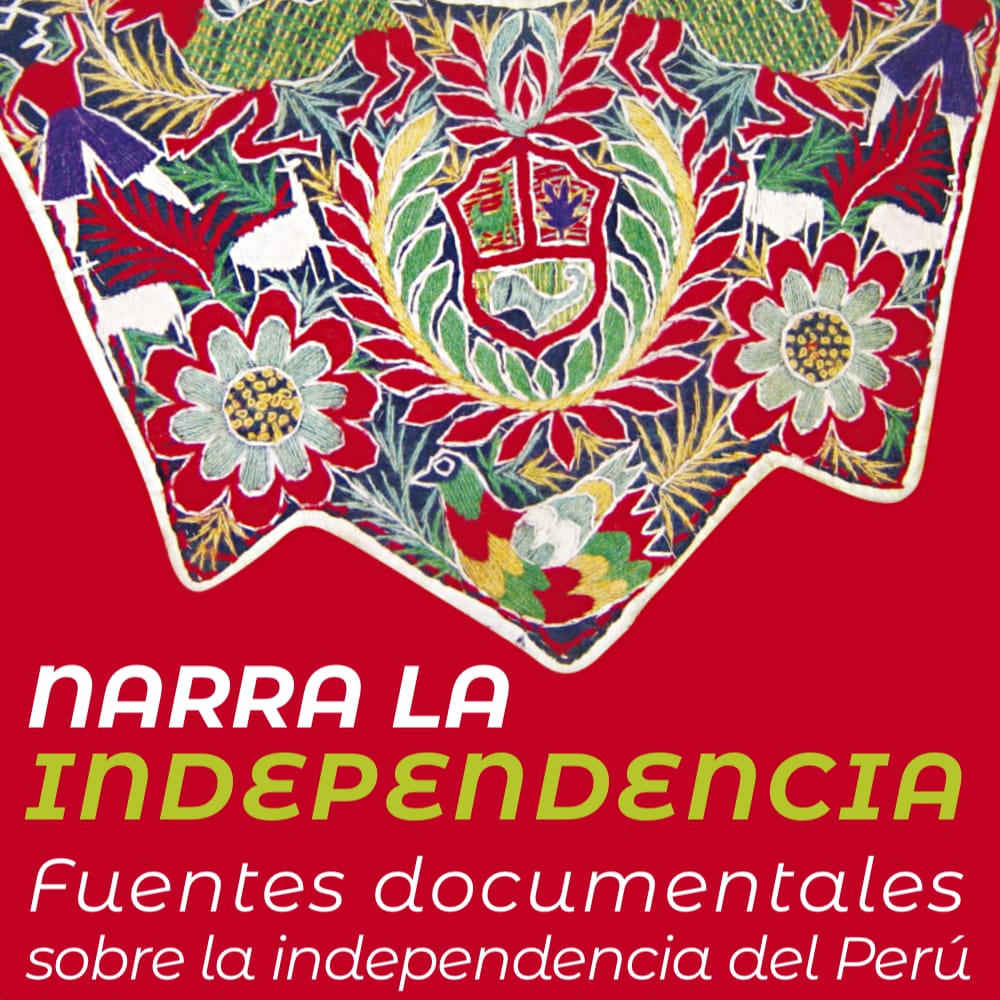 NARRA LA
INDEPENDENCIA
Fuentes documentales
sobre la independencia del Perú